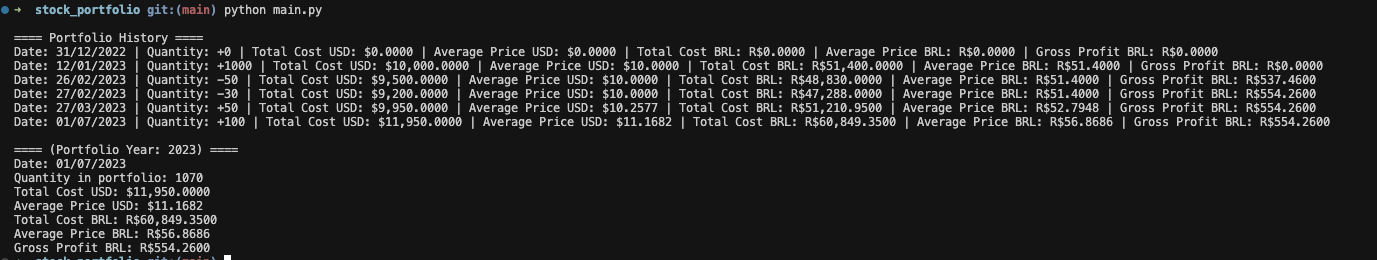 ➜ stock_portfolio git:(main) python main.py
==== Portfolio History ====
Date: 31/12/2022 | Quantity: +0 | Total Cost USD: $0.0000 | Average Price USD: $0.0000 | Total Cost BRL: R$0.0000 | Average Price BRL: R$0.0000 | Gross Profit BRL: R$0.0000
Date: 12/01/2023 | Quantity: +1000 | Total Cost USD: $10,000.0000 | Average Price USD: $10.0000 | Total Cost BRL: R$51,400.0000 | Average Price BRL: R$51.4000 | Gross Profit BRL: R$0.0000
Date: 26/02/2023 | Quantity: -50 | Total Cost USD: $9,500.0000 | Average Price USD: $10.0000 | Total Cost BRL: R$48,830.0000 | Average Price BRL: R$51.4000 | Gross Profit BRL: R$537.4600
Date: 27/02/2023 | Quantity: -30 | Total Cost USD: $9,200.0000 | Average Price USD: $10.0000 | Total Cost BRL: R$47,288.0000 | Average Price BRL: R$51.4000 | Gross Profit BRL: R$554.2600
Date: 27/03/2023 | Quantity: +50 | Total Cost USD: $9,950.0000 | Average Price USD: $10.2577 | Total Cost BRL: R$51,210.9500 | Average Price BRL: R$52.7948 | Gross Profit BRL: R$554.2600
Date: 01/07/2023 | Quantity: +100 | Total Cost USD: $11,950.0000 | Average Price USD: $11.1682 | Total Cost BRL: R$60,849.3500 | Average Price BRL: R$56.8686 | Gross Profit BRL: R$554.2600
==== (Portfolio Year: 2023) ====
Date: 01/07/2023
Quantity in portfolio: 1070
Total Cost USD: $11,950.0000
Average Price USD: $11.1682
Total Cost BRL: R$60,849.3500
Average Price BRL: R$56.8686
Gross Profit BRL: R$554.2600
➜ stock_portfolio git:(main)